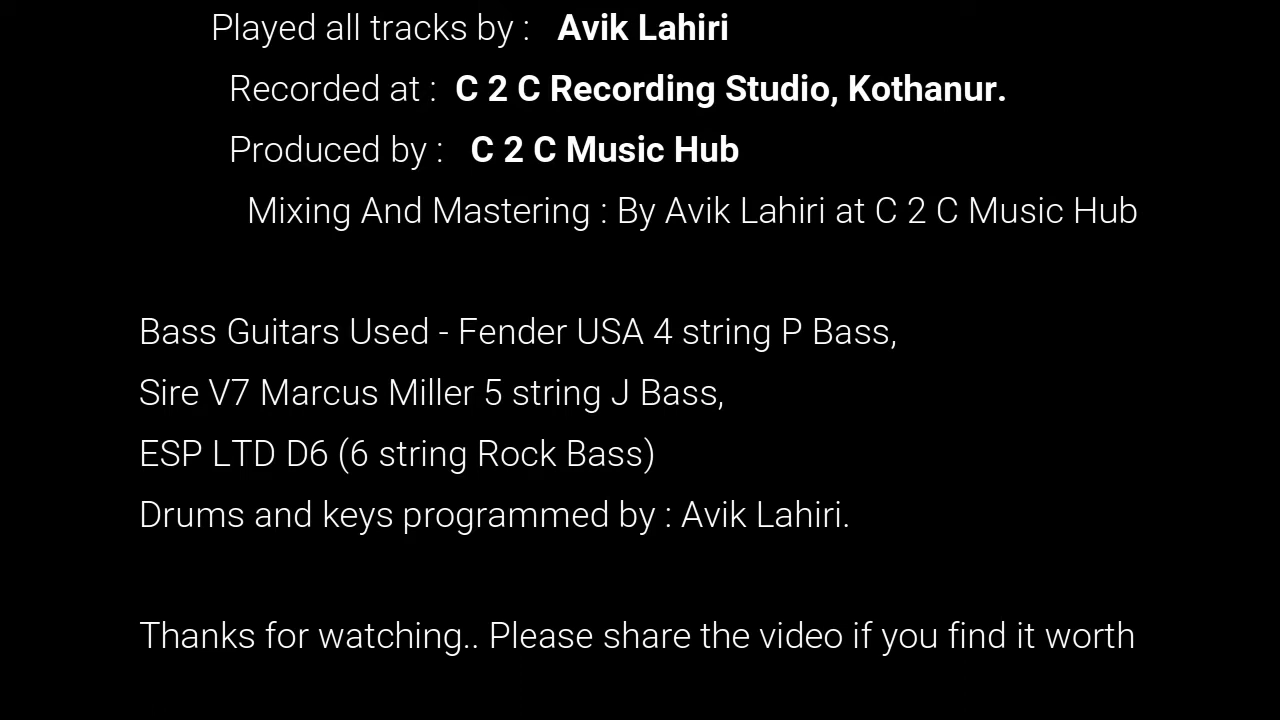 Played all tracks by : Avik Lahiri
Recorded at : C 2 C Recording Studio, Kothanur.
Produced by : C 2 C Music Hub
Mixing And Mastering : By Avik Lahiri at C 2 C Music Hub
Bass Guitars Used - Fender USA 4 string P Bass,
Sire V7 Marcus Miller 5 string J Bass,
ESP LTD D6 (6 string Rock Bass)
Drums and keys programmed by : Avik Lahiri.
Thanks for watching.. Please share the video if you find it worth